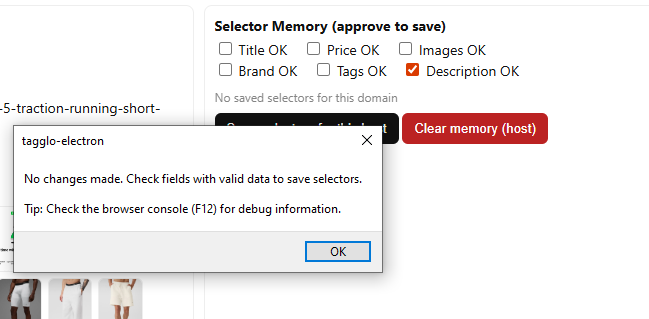 Selector Memory (approve to save)
Title OK
Price OK
Images OK
Brand OK
Tags OK
Description OK
No saved selectors for this domain
Clear memory (host)
-5-traction-running-short-
tagglo-electron
No changes made. Check fields with valid data to save selectors.
Tip: Check the browser console (F12) for debug information.
OK